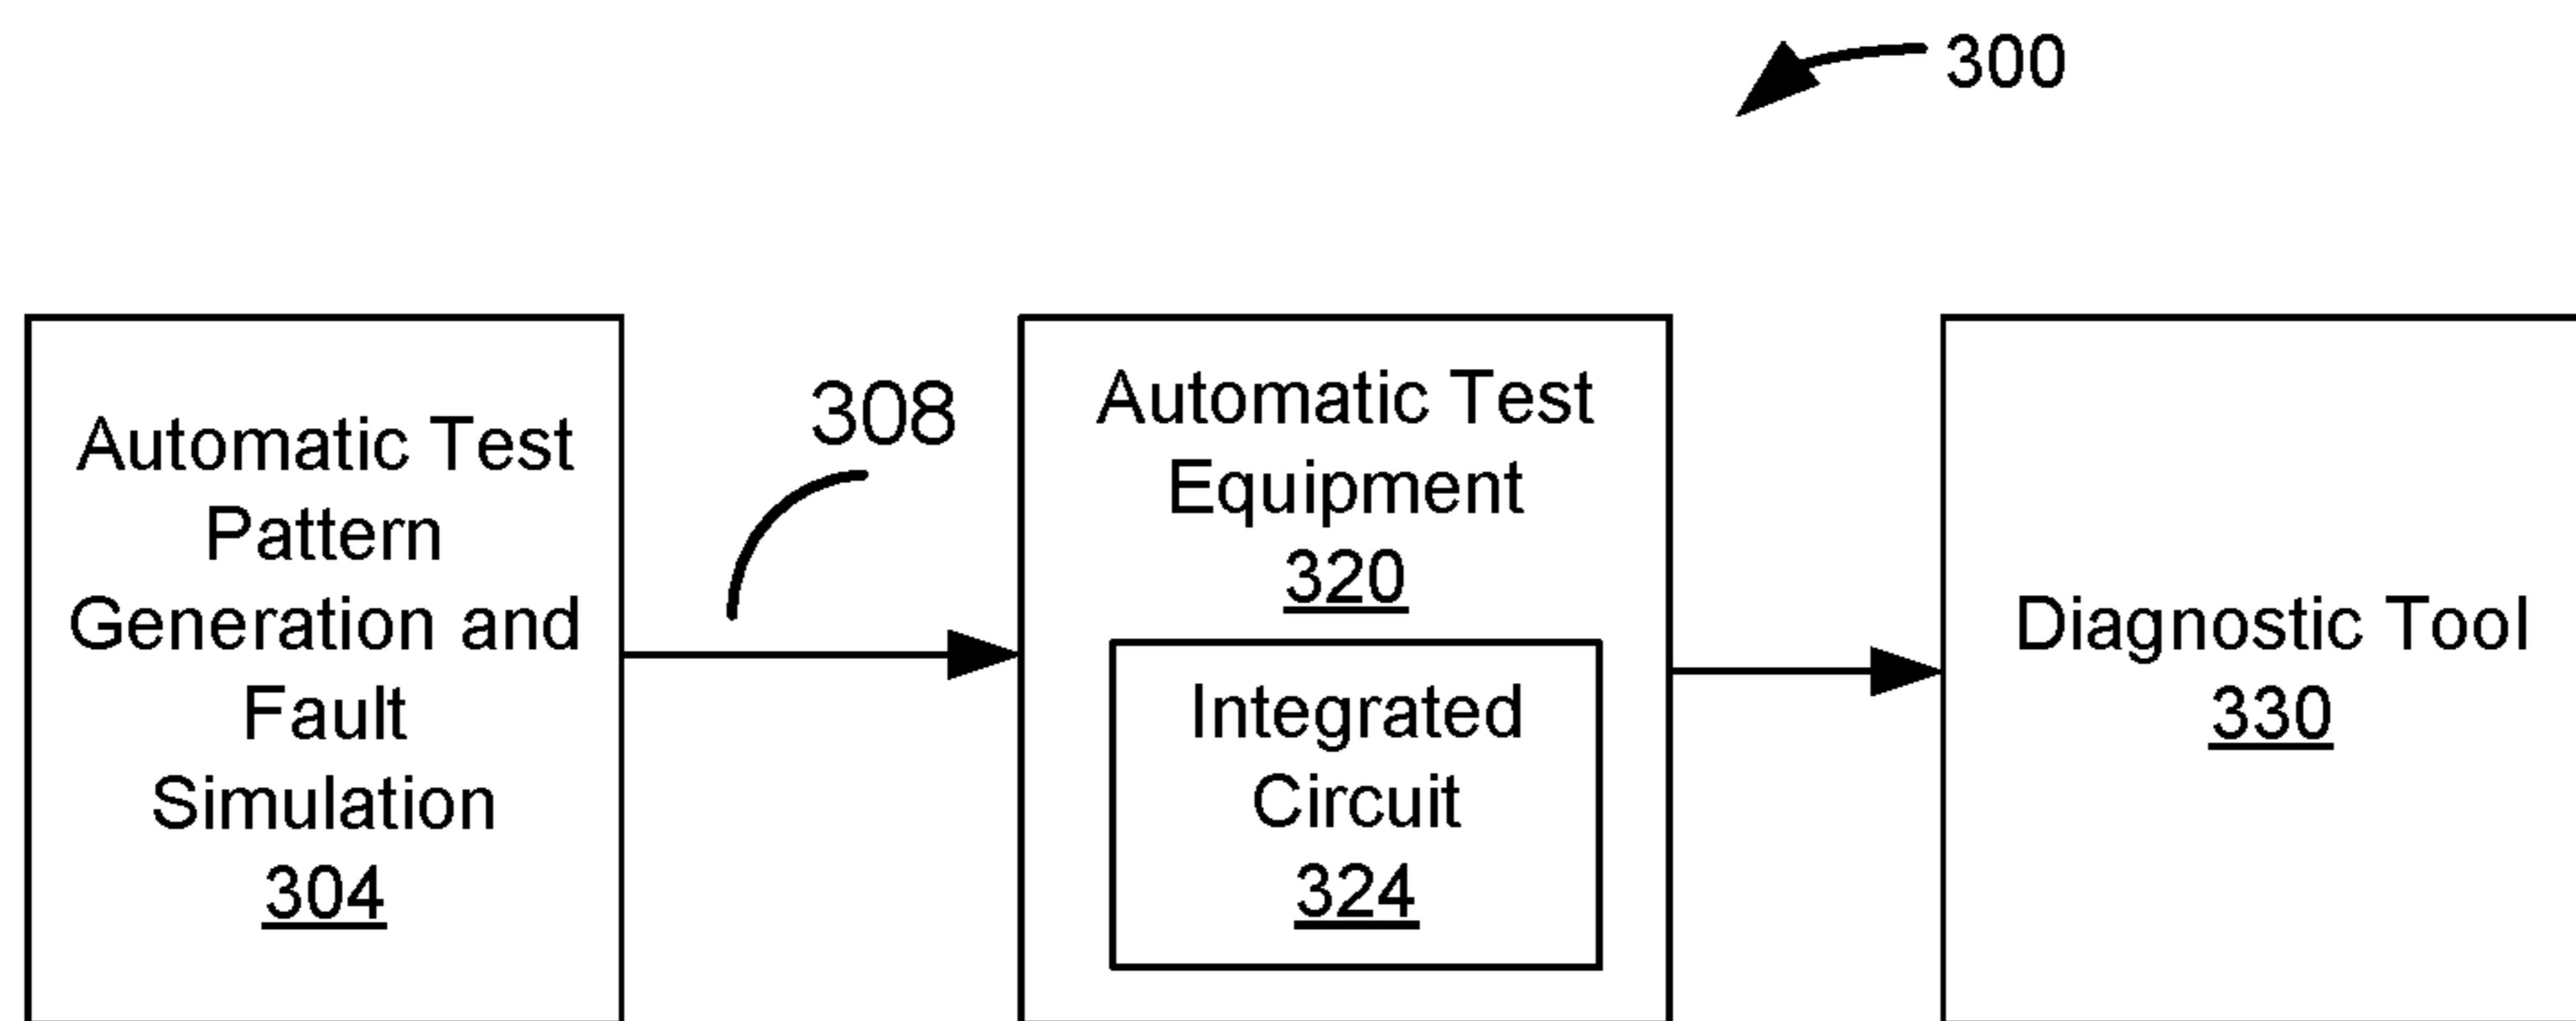 300
Automatic Test
Pattern
Generation and
Fault
Simulation
304
308
Automatic Test
Equipment
320
Integrated
Circuit
324
Diagnostic Tool
330